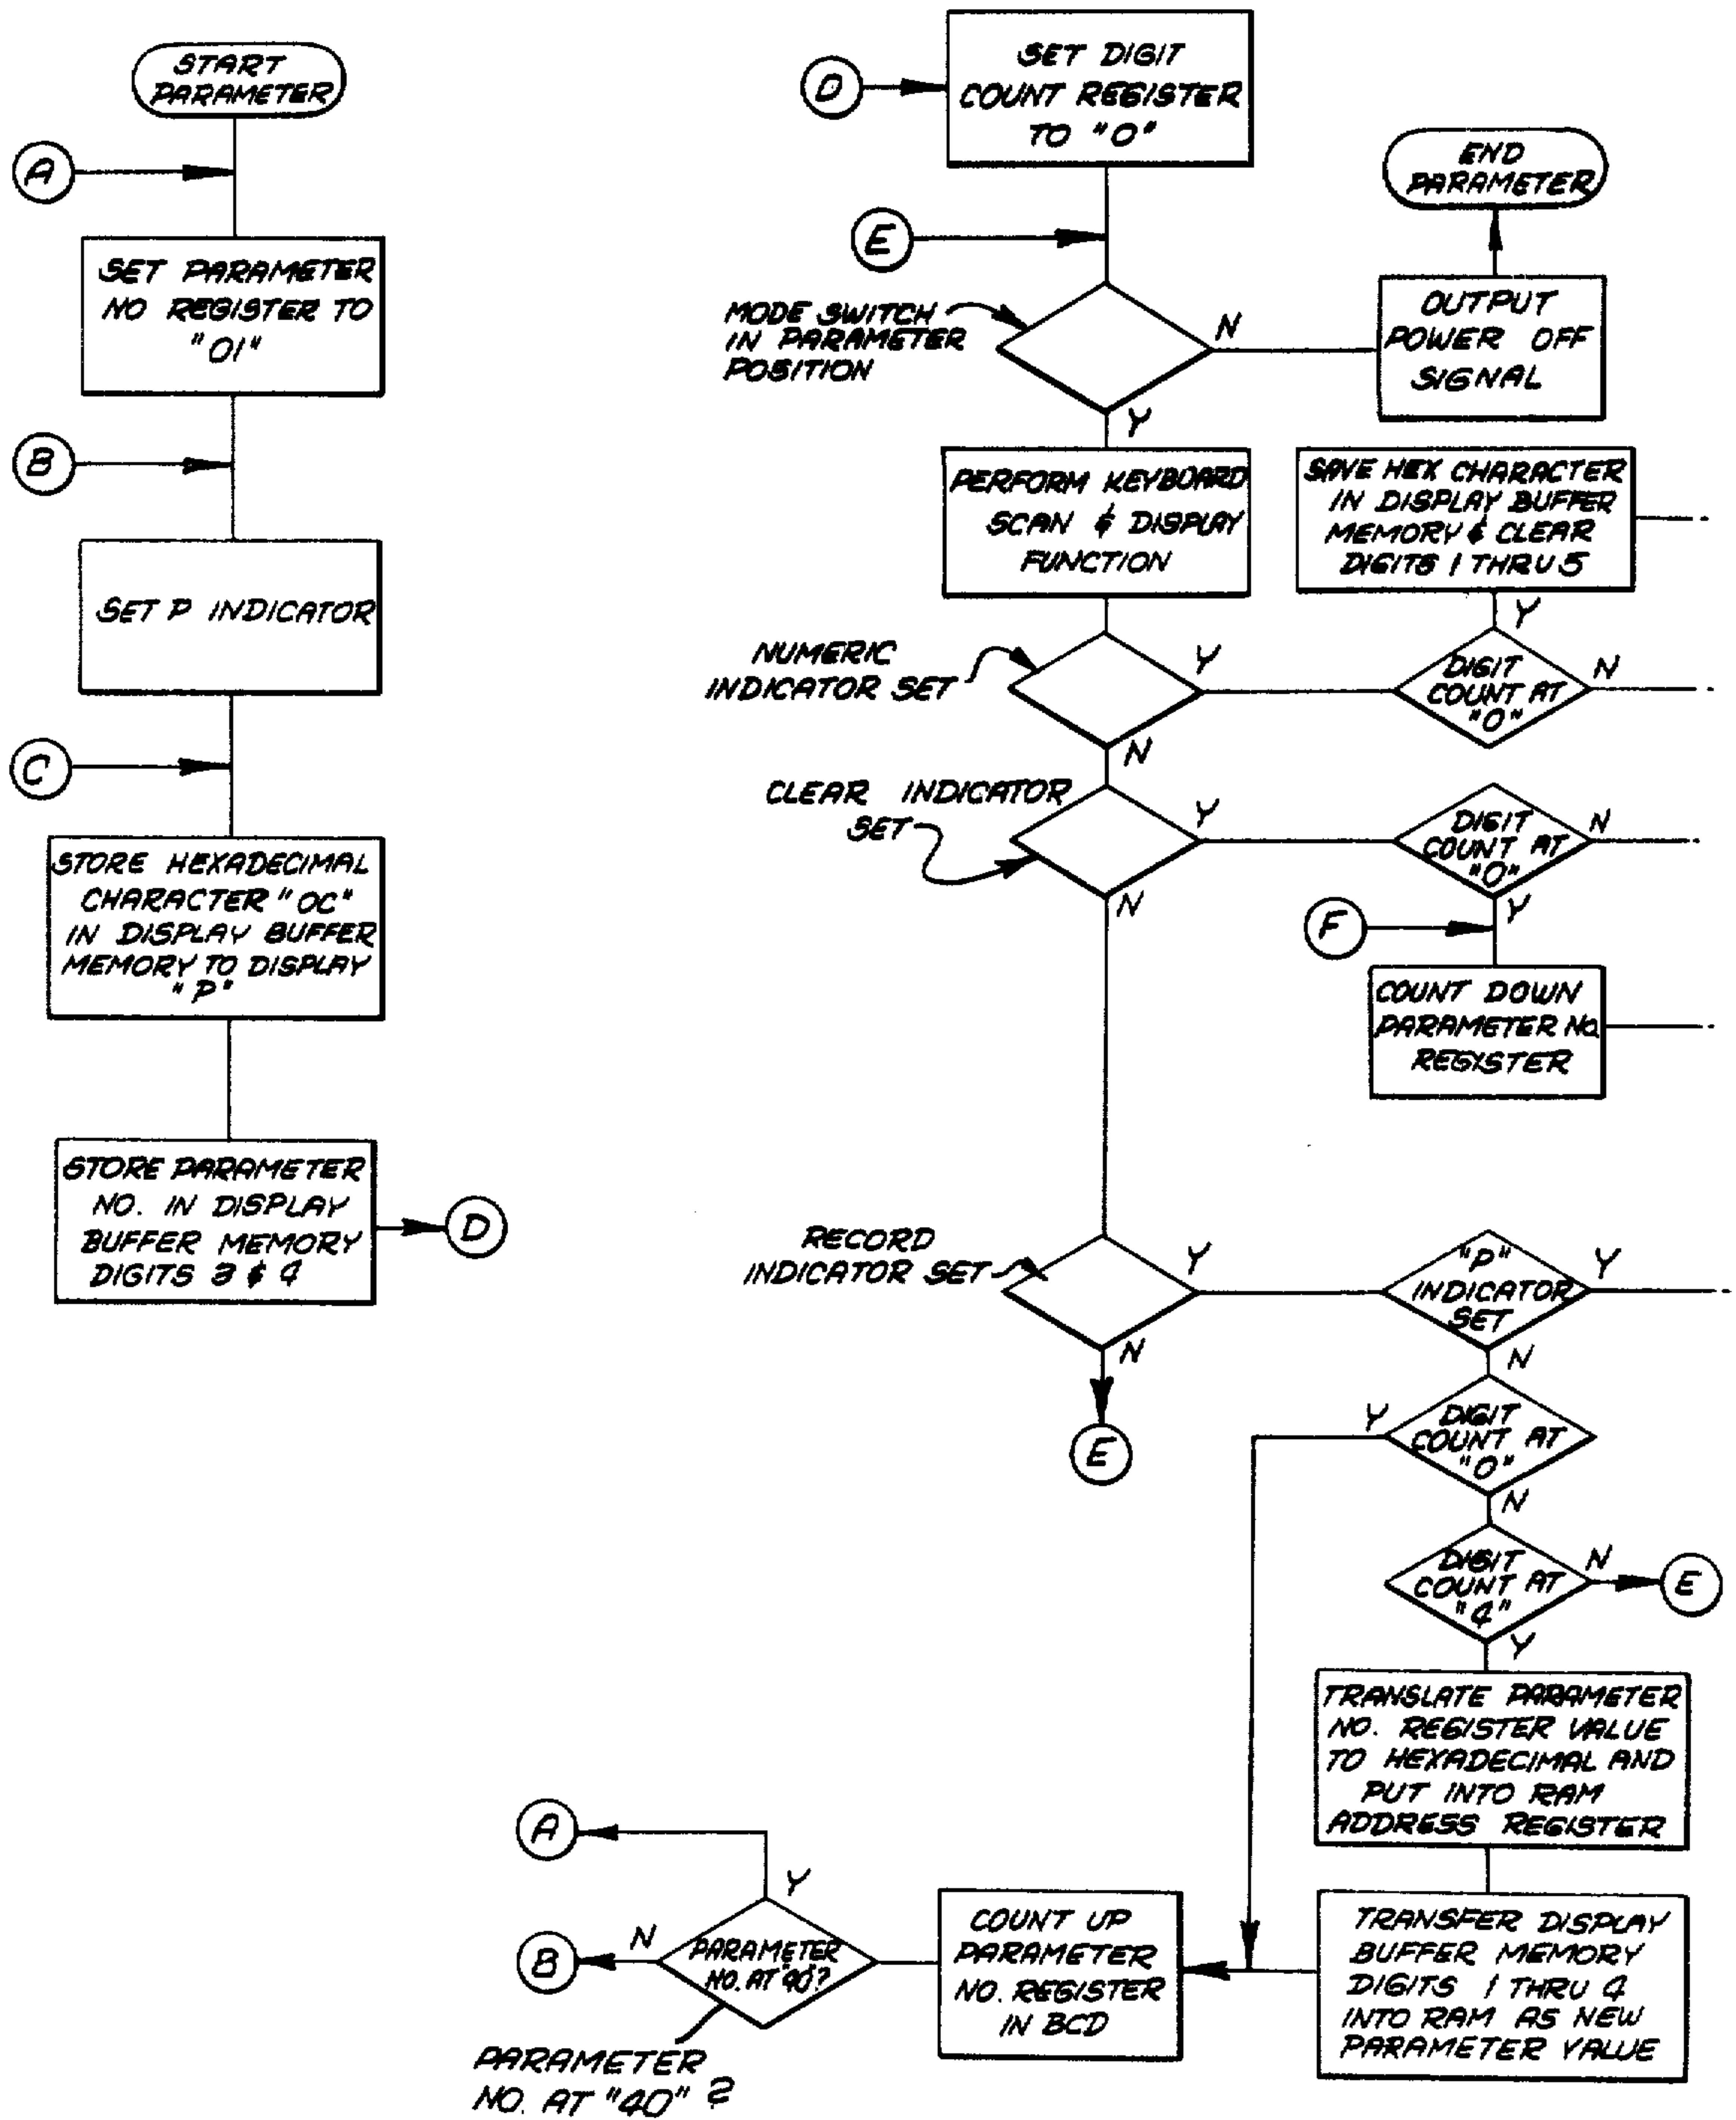 START
PARAMETER
A
SET PARAMETER
NO REGISTER TO
"01"
B
SET P INDICATOR
C
STORE HEXADECIMAL
CHARACTER "0C"
IN DISPLAY BUFFER
MEMORY TO DISPLAY
"P"
STORE PARAMETER
NO. IN DISPLAY
BUFFER MEMORY
DIGITS 3 & 4
D
D
SET DIGIT
COUNT REGISTER
TO "0"
E
MODE SWITCH
IN PARAMETER
POSITION
N
Y
END
PARAMETER
OUTPUT
POWER OFF
SIGNAL
PERFORM KEYBOARD
SCAN & DISPLAY
FUNCTION
SAVE HEX CHARACTER
IN DISPLAY BUFFER
MEMORY & CLEAR
DIGITS 1 THRU 5
NUMERIC
INDICATOR SET
Y
N
Y
DIGIT
COUNT AT
"0"
N
CLEAR INDICATOR
SET
Y
N
DIGIT
COUNT AT
"0"
N
Y
F
COUNT DOWN
PARAMETER NO.
REGISTER
RECORD
INDICATOR SET
Y
N
E
"P"
INDICATOR
SET
Y
N
DIGIT
COUNT AT
"0"
Y
N
DIGIT
COUNT AT
"4"
N
E
Y
TRANSLATE PARAMETER
NO. REGISTER VALUE
TO HEXADECIMAL AND
PUT INTO RAM
ADDRESS REGISTER
TRANSFER DISPLAY
BUFFER MEMORY
DIGITS 1 THRU 4
INTO RAM AS NEW
PARAMETER VALUE
COUNT UP
PARAMETER
NO. REGISTER
IN BCD
PARAMETER
NO. AT "40"?
Y
A
N
B
PARAMETER
NO. AT "40" ?